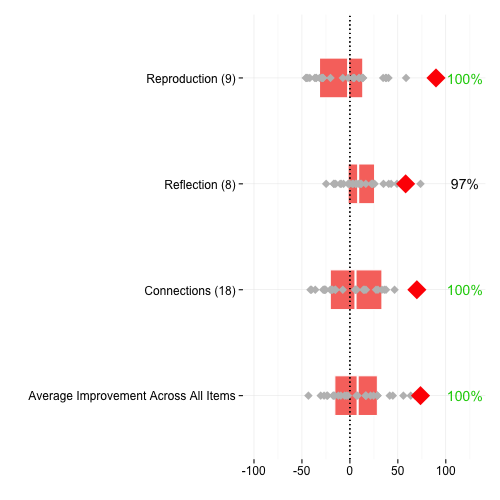 Reproduction (9) 100%
Reflection (8) 97%
Connections (18) 100%
Average Improvement Across All Items 100%
-100 -50 0 50 100